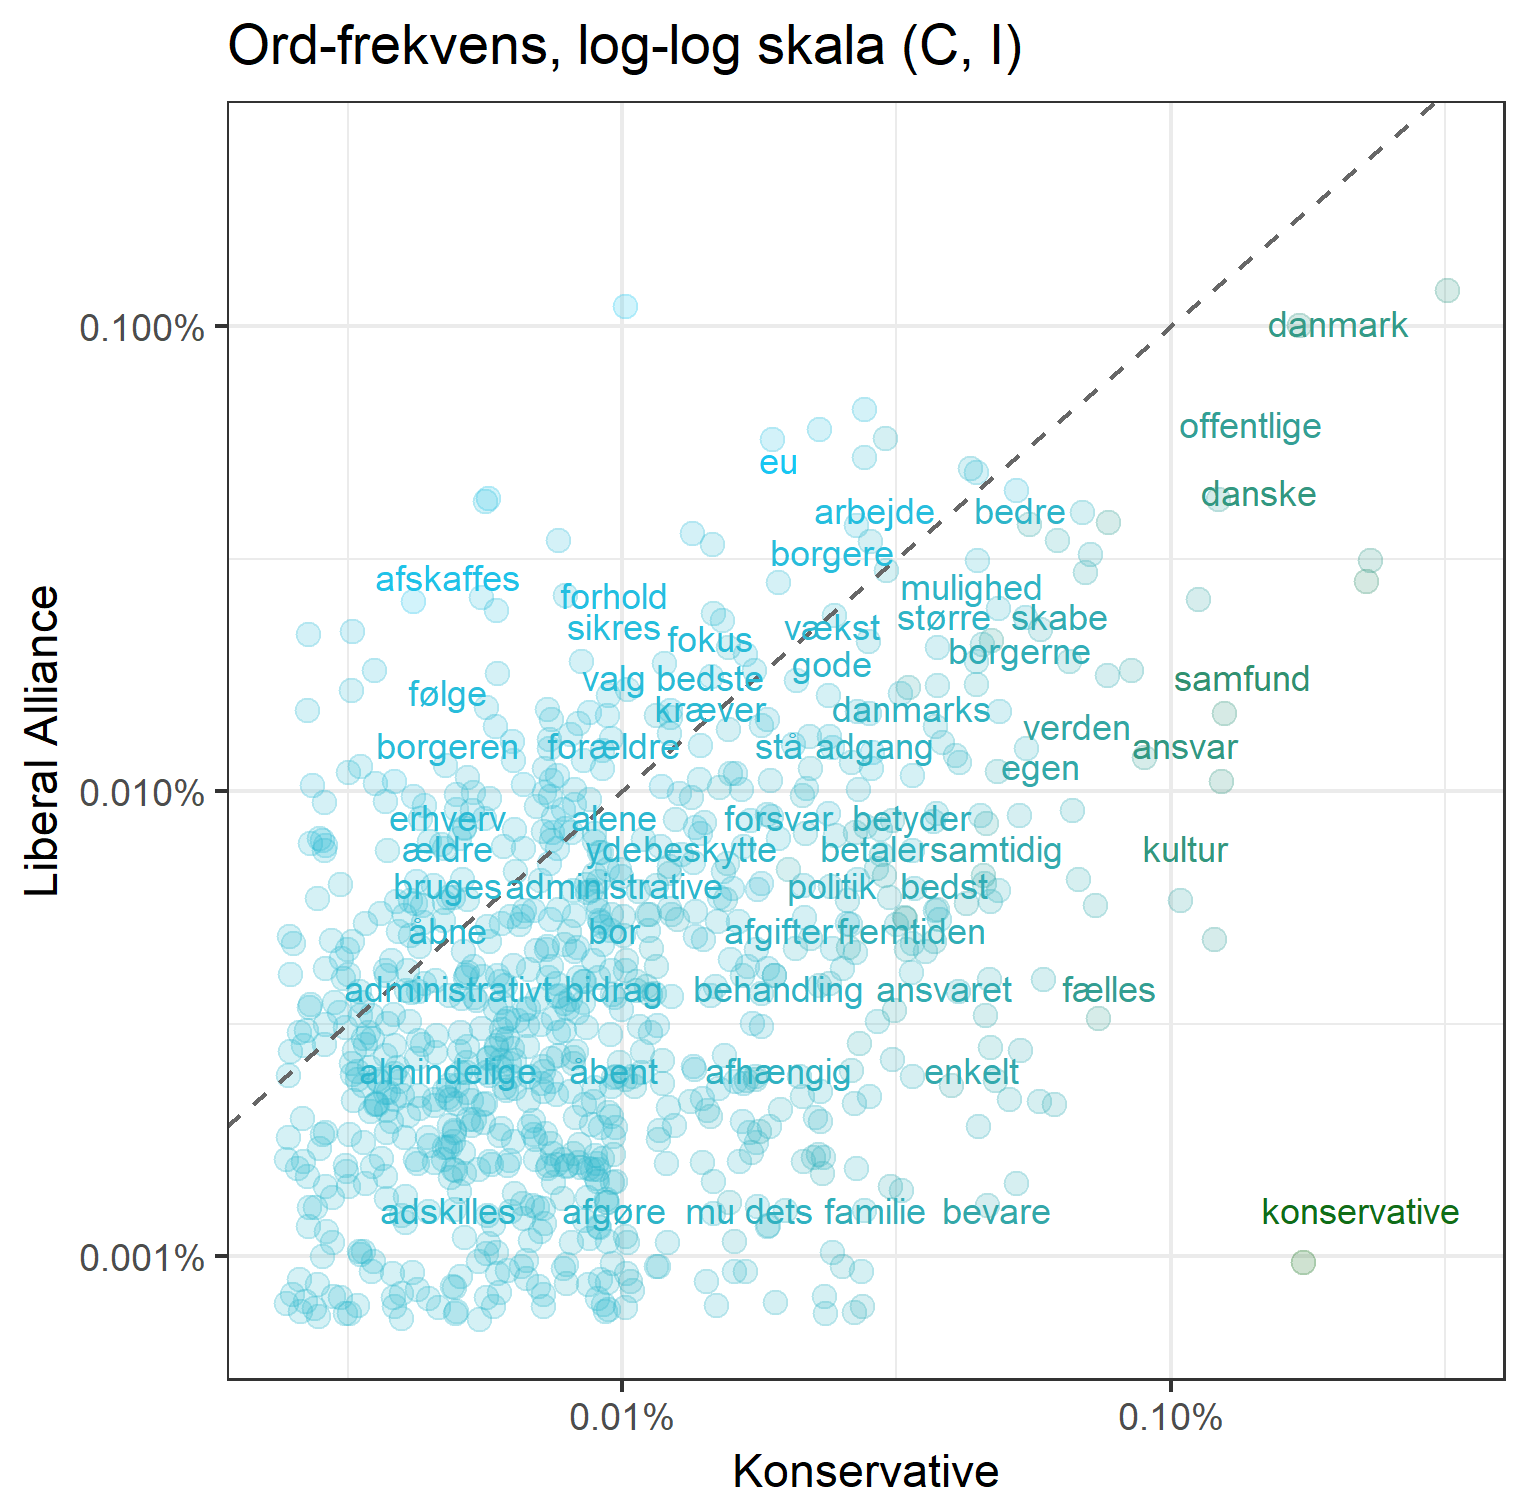 Ord-frekvens, log-log skala (C, I)
0.100%
danmark
offentlige
eu
danske
arbejde
bedre
borgere
afskaffes
forhold
mulighed
sikres
fokus
vækst
større
skabe
borgerne
gode
valg
bedste
samfund
følge
kræver
danmarks
verden
borgeren
forældre
stå
adgang
ansvar
egen
0.010%
erhverv
alene
forsvar
betyder
ældre
ydebeskytte
betalersamtidig
kultur
bruges
administrative
politik
bedst
åbne
bør
afgifter
fremtiden
administrativt
bidrag
behandling
ansvaret
fælles
almindelige
åbent
afhængig
enkelt
adskilles
afgøre
mu
dets
familie
bevare
konservative
0.001%
0.01%
0.10%
Konservative
Liberal Alliance